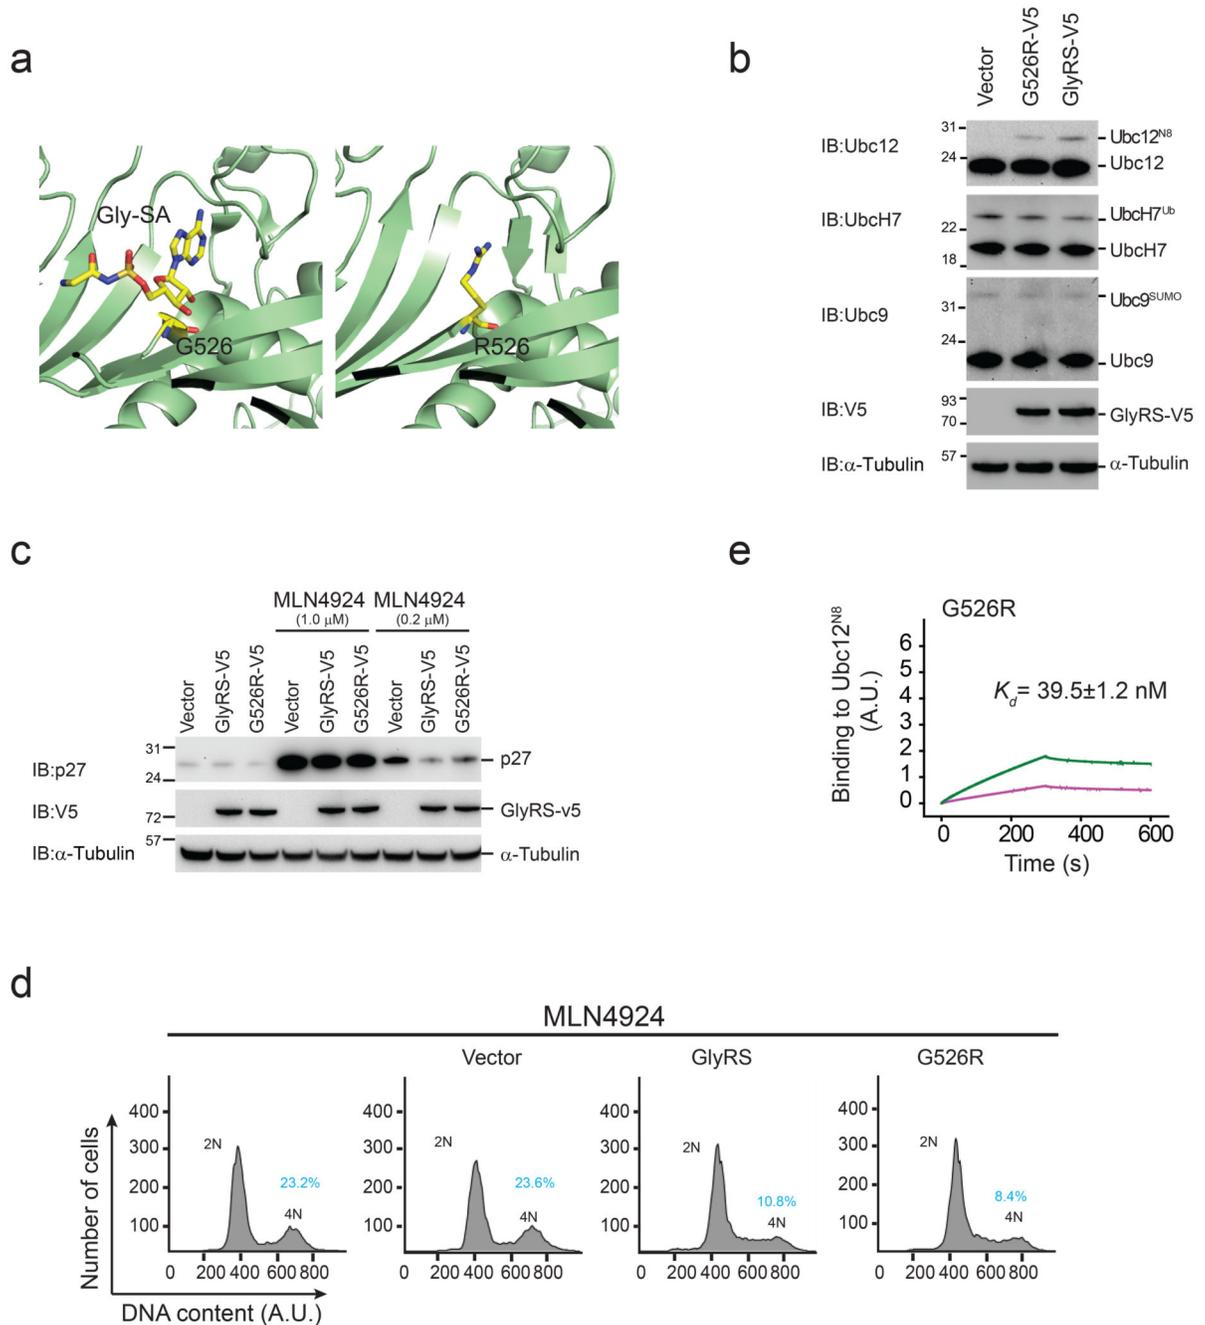 a
Gly-SA
G526
R526
b
Vector
G526R-V5
GlyRS-V5
IB:Ubc12
31
24
Ubc12N8
Ubc12
IB:UbcH7
22
18
UbcH7Ub
UbcH7
IB:Ubc9
31
24
Ubc9SUMO
Ubc9
IB:V5
93
70
GlyRS-V5
IB:α-Tubulin
57
α-Tubulin
c
MLN4924 MLN4924
(1.0 μM) (0.2 μM)
Vector
GlyRS-V5
G526R-V5
Vector
GlyRS-V5
G526R-V5
Vector
GlyRS-V5
G526R-V5
IB:p27
31
24
p27
IB:V5
72
GlyRS-v5
IB:α-Tubulin
57
α-Tubulin
e
G526R
Binding to Ubc12N8
(A.U.)
6
5
4
3
2
1
0
Kd= 39.5±1.2 nM
0 200 400 600
Time (s)
d
MLN4924
Vector GlyRS G526R
Number of cells
400
300
200
100
2N
23.2%
4N
0 200 400 600 800
DNA content (A.U.)
400
300
200
100
2N
23.6%
4N
0 200 400 600 800
400
300
200
100
2N
10.8%
4N
0 200 400 600 800
400
300
200
100
2N
8.4%
4N
0 200 400 600 800